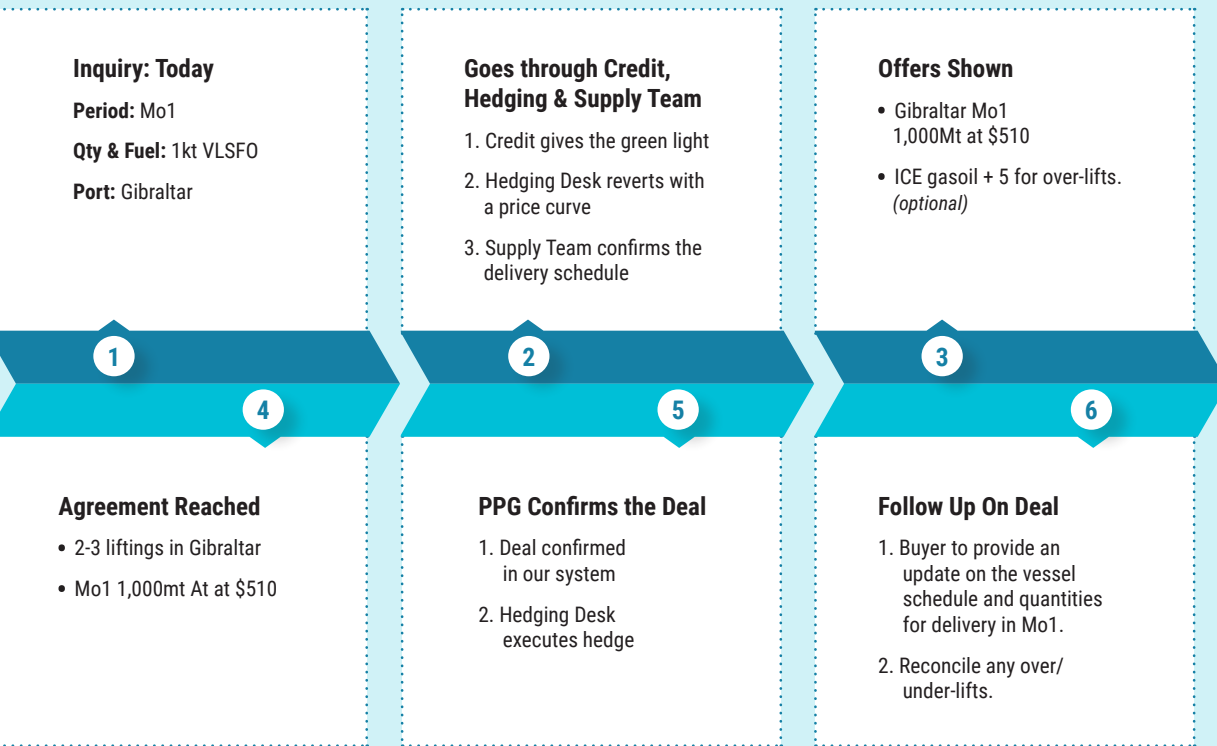 Inquiry: Today
Period: Mo1
Qty & Fuel: 1kt VLSFO
Port: Gibraltar
1
Goes through Credit,
Hedging & Supply Team
1. Credit gives the green light
2. Hedging Desk reverts with
a price curve
3. Supply Team confirms the
delivery schedule
2
Offers Shown
• Gibraltar Mo1
1,000Mt at $510
• ICE gasoil + 5 for over-lifts.
(optional)
3
4
Agreement Reached
• 2-3 liftings in Gibraltar
• Mo1 1,000mt At at $510
5
PPG Confirms the Deal
1. Deal confirmed
in our system
2. Hedging Desk
executes hedge
6
Follow Up On Deal
1. Buyer to provide an
update on the vessel
schedule and quantities
for delivery in Mo1.
2. Reconcile any over/
under-lifts.